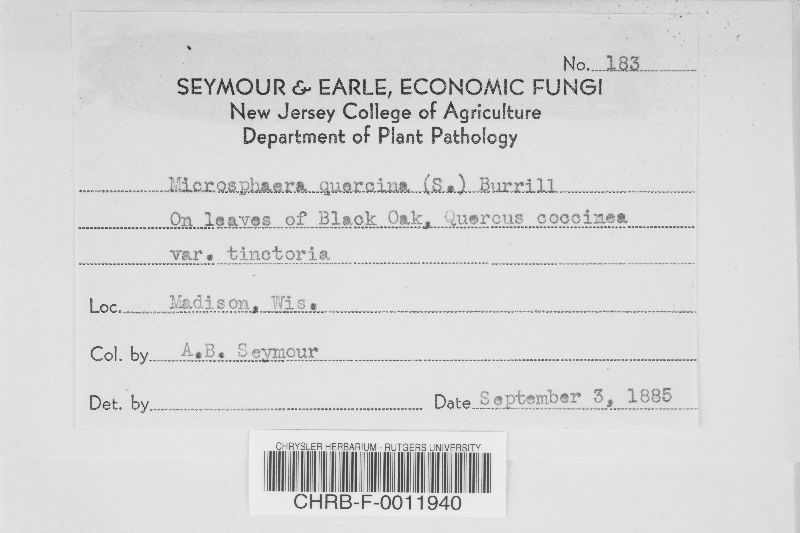 No. 183
SEYMOUR & EARLE, ECONOMIC FUNGI
New Jersey College of Agriculture
Department of Plant Pathology
Microsphaera quercina (S.) Burrill
On leaves of Black Oak, Quercus coccinea
var. tinctoria
Loc. Madison, Wis.
Col. by A.B. Seymour
Det. by
Date September 3, 1885
CHRYSLER HERBARIUM - RUTGERS UNIVERSITY
CHRB-F-0011940